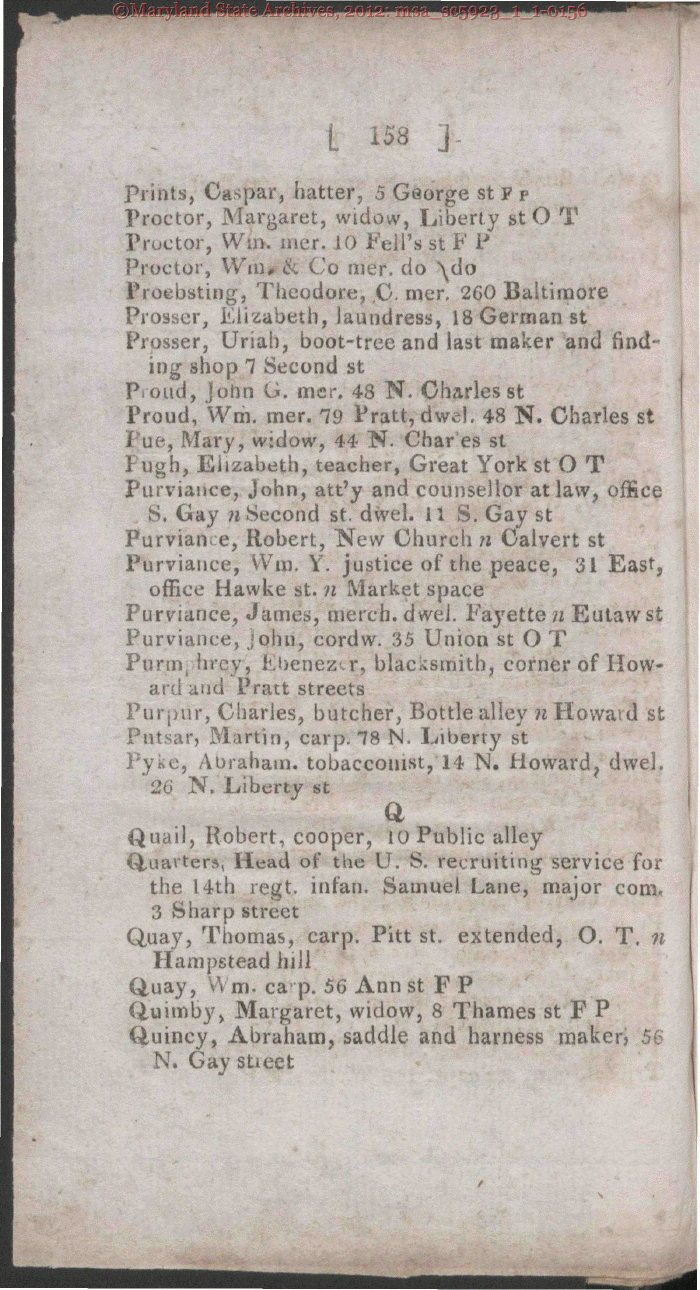 ©Maryland State Archives, 2012: msa_sc5923_1_1-0156
[ 158 ]
Prints, Caspar, hatter, 5 George st F P
Proctor, Margaret, widow, Liberty st O T
Proctor, Wm. mer. 10 Fell's st F P
Proctor, Wm. & Co mer. do do
Proebsting, Theodore, C. mer. 260 Baltimore
Prosser, Elizabeth, laundress, 18 German st
Prosser, Uriah, boot-tree and last maker and find-
ing shop 7 Second st
Proud, John G. mer. 48 N. Charles st
Proud, Wm. mer. 79 Pratt, dwel. 48 N. Charles st
Pue, Mary, widow, 44 N. Char es st
Pugh, Elizabeth, teacher, Great York st O T
Purviance, John, att'y and counsellor at law, office
S. Gay n Second st. dwel. 11 S. Gay st
Purviance, Robert, New Church n Calvert st
Purviance, Wm. Y. justice of the peace, 31 East,
office Hawke st. n Market space
Purviance, James, merch. dwel. Fayette n Eutaw st
Purviance, John, cordw. 35 Union st O T
Purmphrey, Ebenezer, blacksmith, corner of How-
ard and Pratt streets
Purpur, Charles, butcher, Bottle alley n Howard st
Putsar, Martin, carp. 78 N. Liberty st
Pyke, Abraham. tobacconist, 14 N. Howard, dwel.
26 N. Liberty st
Q
Quail, Robert, cooper, 10 Public alley
Quarters, Head of the U. S. recruiting service for
the 14th regt. infan. Samuel Lane, major com.
3 Sharp street
Quay, Thomas, carp. Pitt st. extended, O. T. n
Hampstead hill
Quay, Wm. carp. 56 Ann st F P
Quimby, Margaret, widow, 8 Thames st F P
Quincy, Abraham, saddle and harness maker, 56
N. Gay street